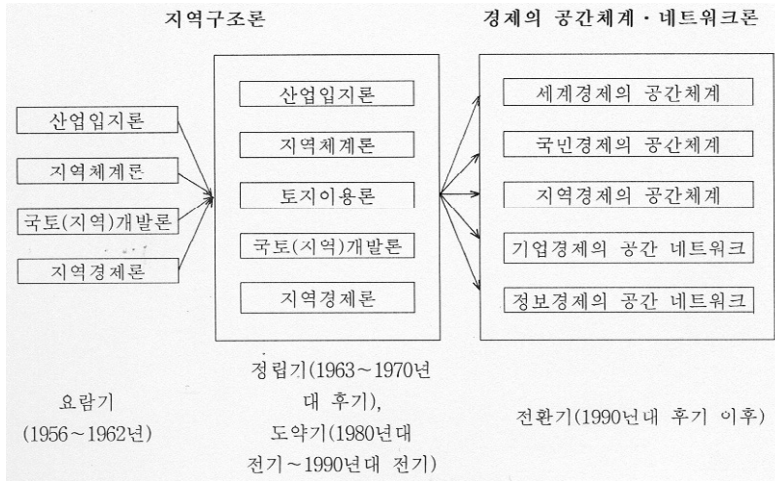 지역구조론
경제의 공간체계·네트워크론
산업입지론
지역체계론
국토(지역)개발론
지역경제론
산업입지론
지역체계론
토지이용론
국토(지역)개발론
지역경제론
세계경제의 공간체계
국민경제의 공간체계
지역경제의 공간체계
기업경제의 공간 네트워크
정보경제의 공간 네트워크
요람기
(1956~1962년)
정립기(1963~1970년
대 후기),
도약기(1980년대
전기~1990년대 전기)
전환기(1990년대 후기 이후)